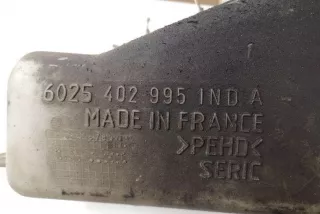 6025 402 995 IND A
MADE IN FRANCE
>PEHD<
SERIC